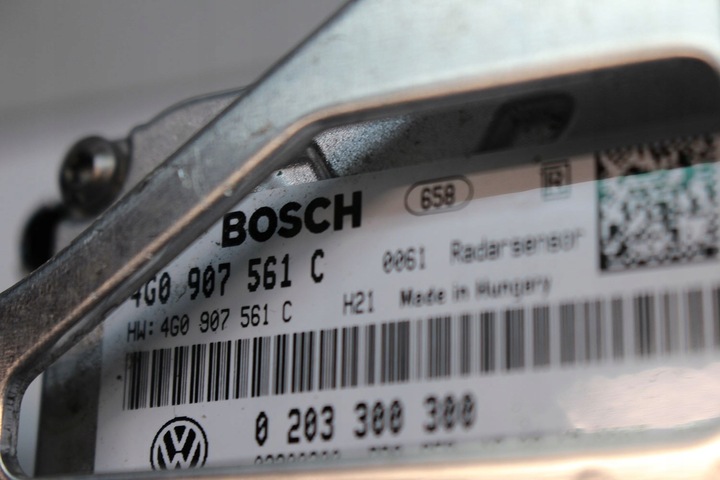 BOSCH 658
4G0 907 561 C 0061 Radarsensor
HW: 4G0 907 561 C H21 Made in Hungary
0 203 300 300